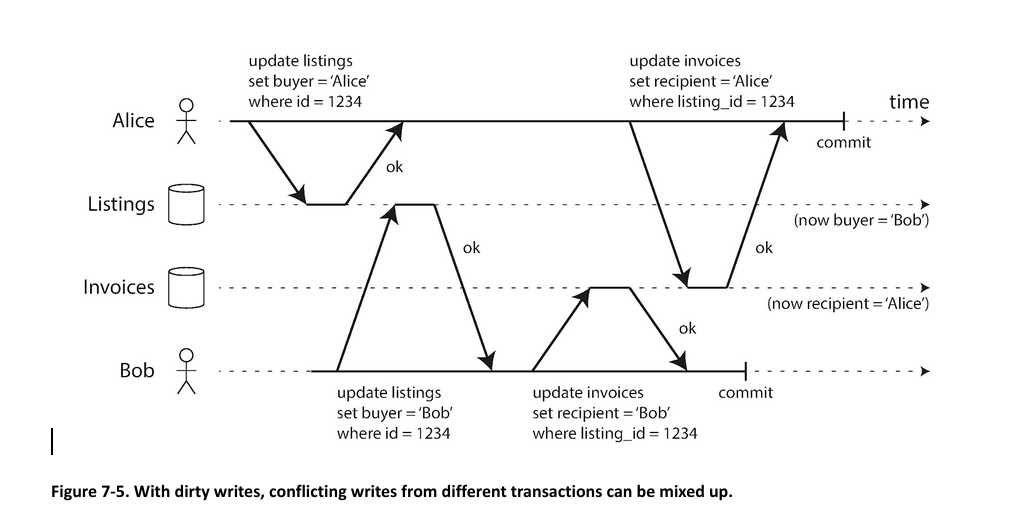 update listings
set buyer = ‘Alice’
where id = 1234
update invoices
set recipient = ‘Alice’
where listing_id = 1234
time
Alice
commit
ok
Listings
(now buyer = ‘Bob’)
ok
ok
Invoices
(now recipient = ‘Alice’)
ok
Bob
update listings
set buyer = ‘Bob’
where id = 1234
update invoices
set recipient = ‘Bob’
where listing_id = 1234
commit
Figure 7-5. With dirty writes, conflicting writes from different transactions can be mixed up.